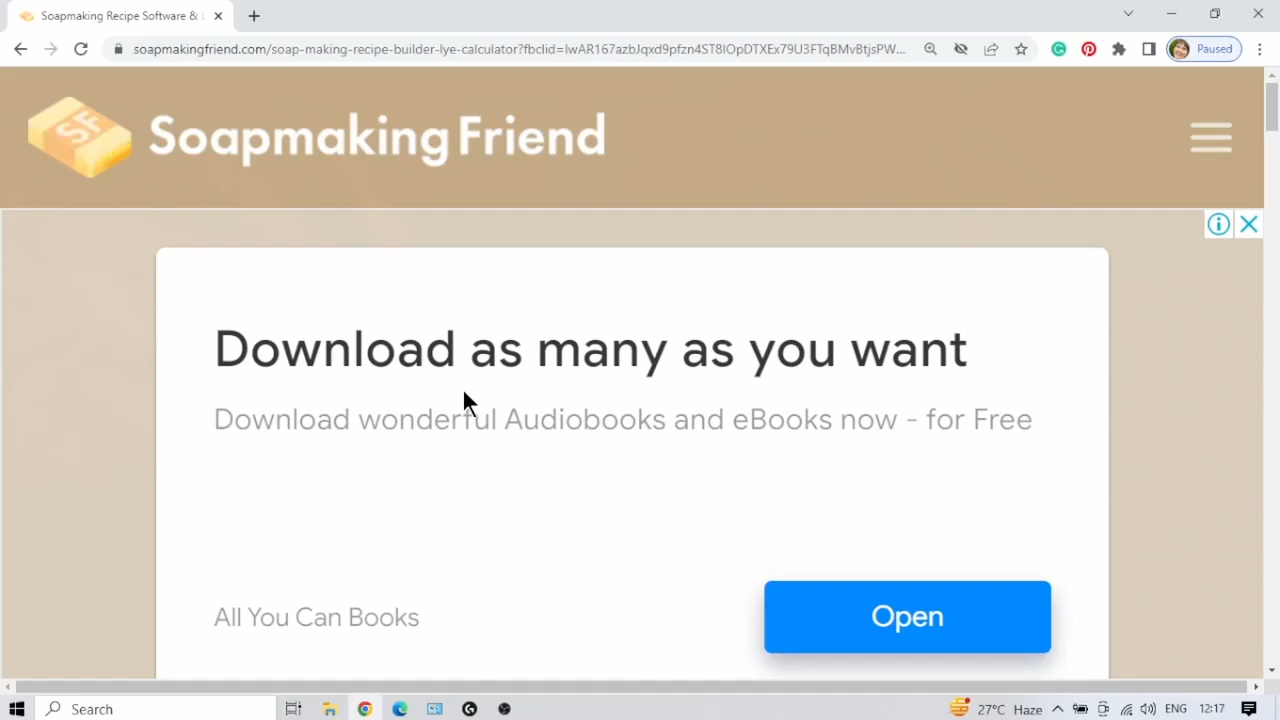 Soapmaking Recipe Software & L
soapmakingfriend.com/soap-making-recipe-builder-lye-calculator?fbclid=IwAR167azbJqxd9pfzn4ST8IOpDTXEx79U3FTqBMvBtjsPW...
Paused
SF
Soapmaking Friend
Download as many as you want
Download wonderful Audiobooks and eBooks now - for Free
All You Can Books
Open
Search
27°C Haze
ENG
12:17